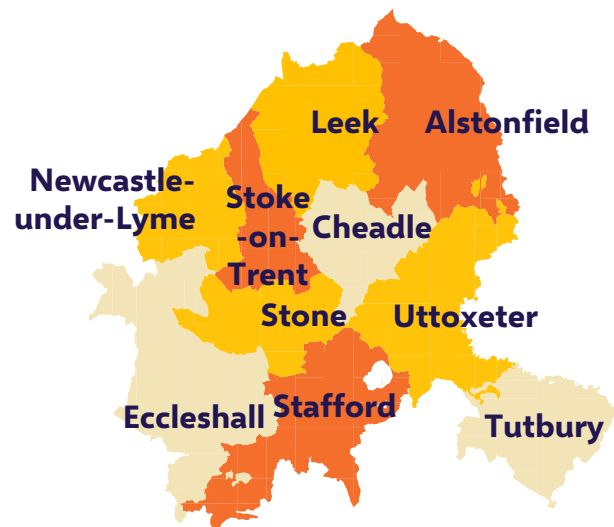 Leek
Alstonfield
Newcastle-
under-Lyme
Stoke
-on-
Trent
Cheadle
Stone
Uttoxeter
Eccleshall
Stafford
Tutbury